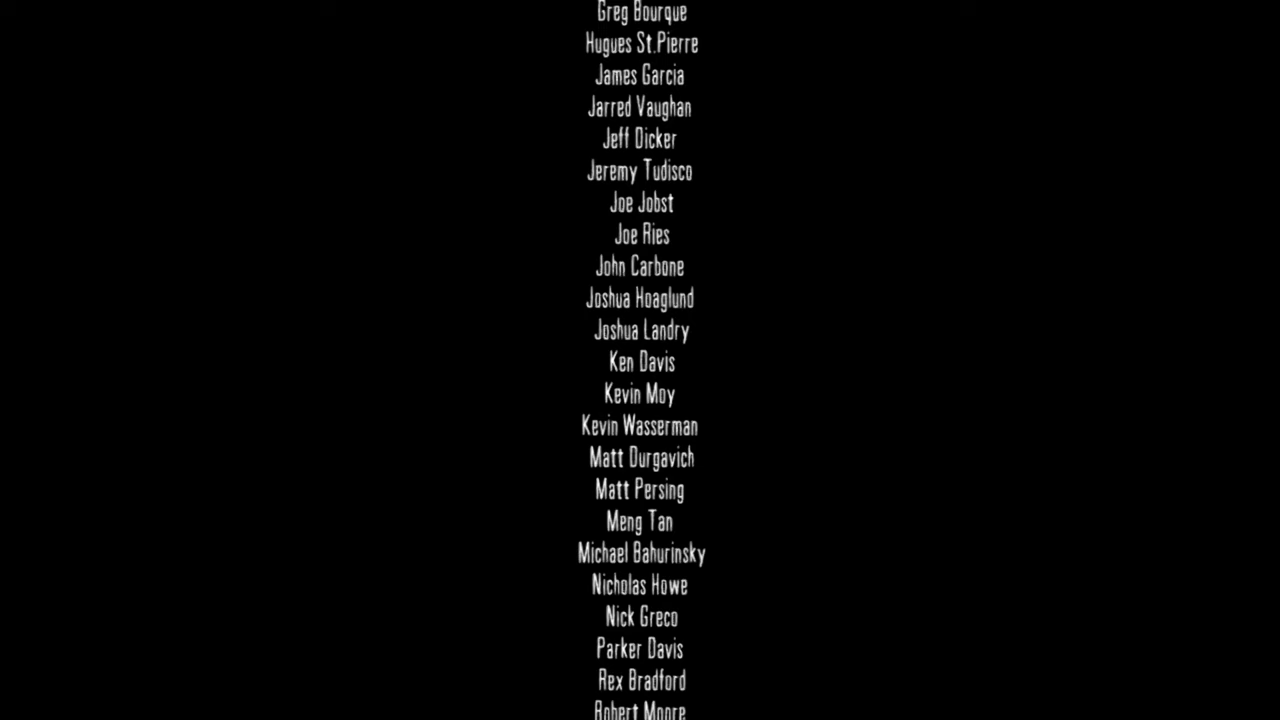 Greg Bourque
Hugues St.Pierre
James Garcia
Jarred Vaughan
Jeff Dicker
Jeremy Tudisco
Joe Jobst
Joe Ries
John Carbone
Joshua Hoaglund
Joshua Landry
Ken Davis
Kevin Moy
Kevin Wasserman
Matt Durgavich
Matt Persing
Meng Tan
Michael Bahurinsky
Nicholas Howe
Nick Greco
Parker Davis
Rex Bradford
Robert Moore